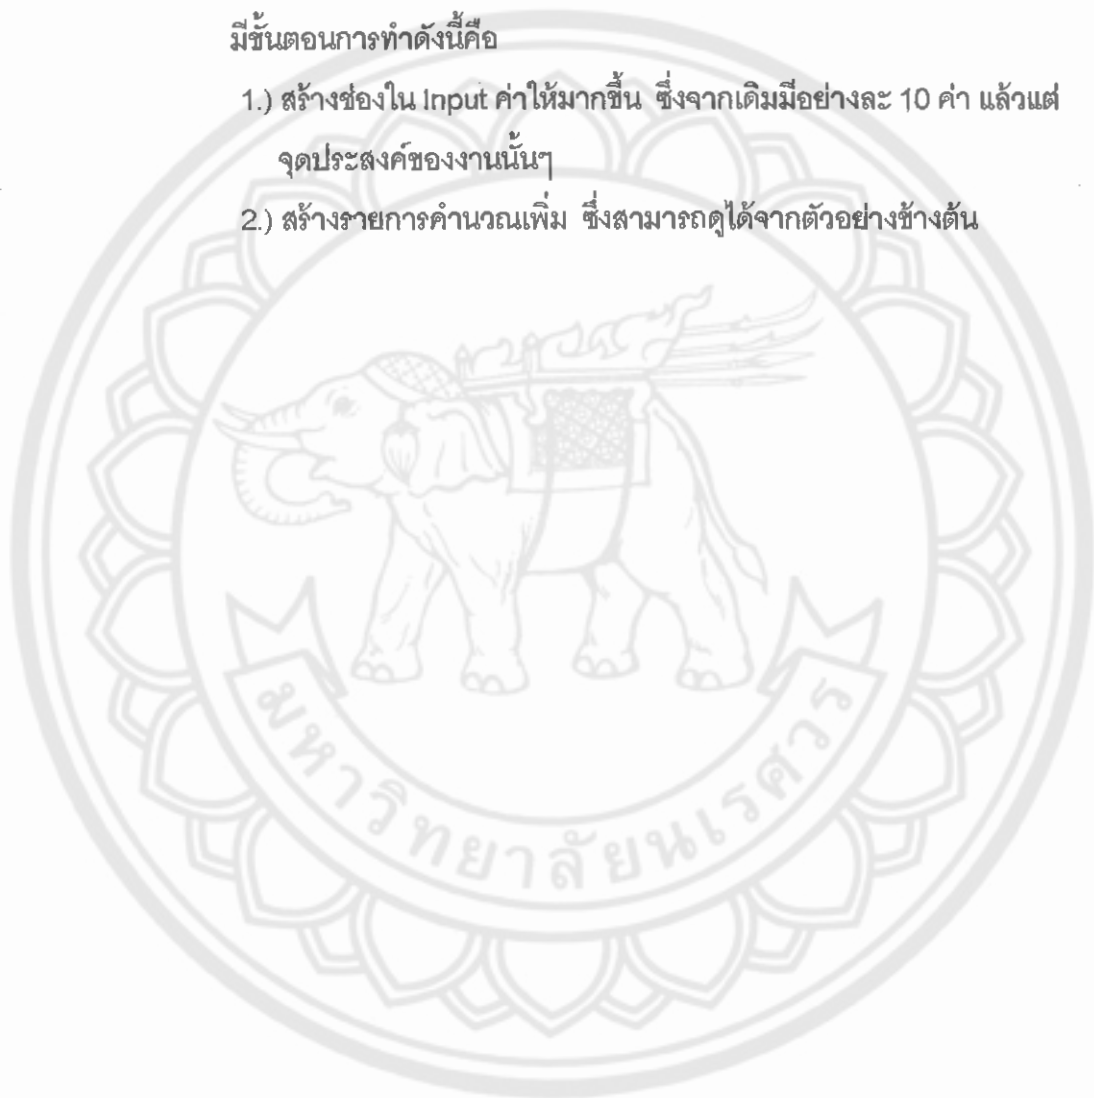 มีขั้นตอนการทำดังนี้คือ
1.) สร้างช่องใน Input ค่าให้มากขึ้น ซึ่งจากเดิมมีอย่างละ 10 ค่า แล้วแต่
จุดประสงค์ของงานนั้นๆ
2.) สร้างรายการคำนวณเพิ่ม ซึ่งสามารถดูได้จากตัวอย่างข้างต้น
มหาวิทยาลัยนเรศวร